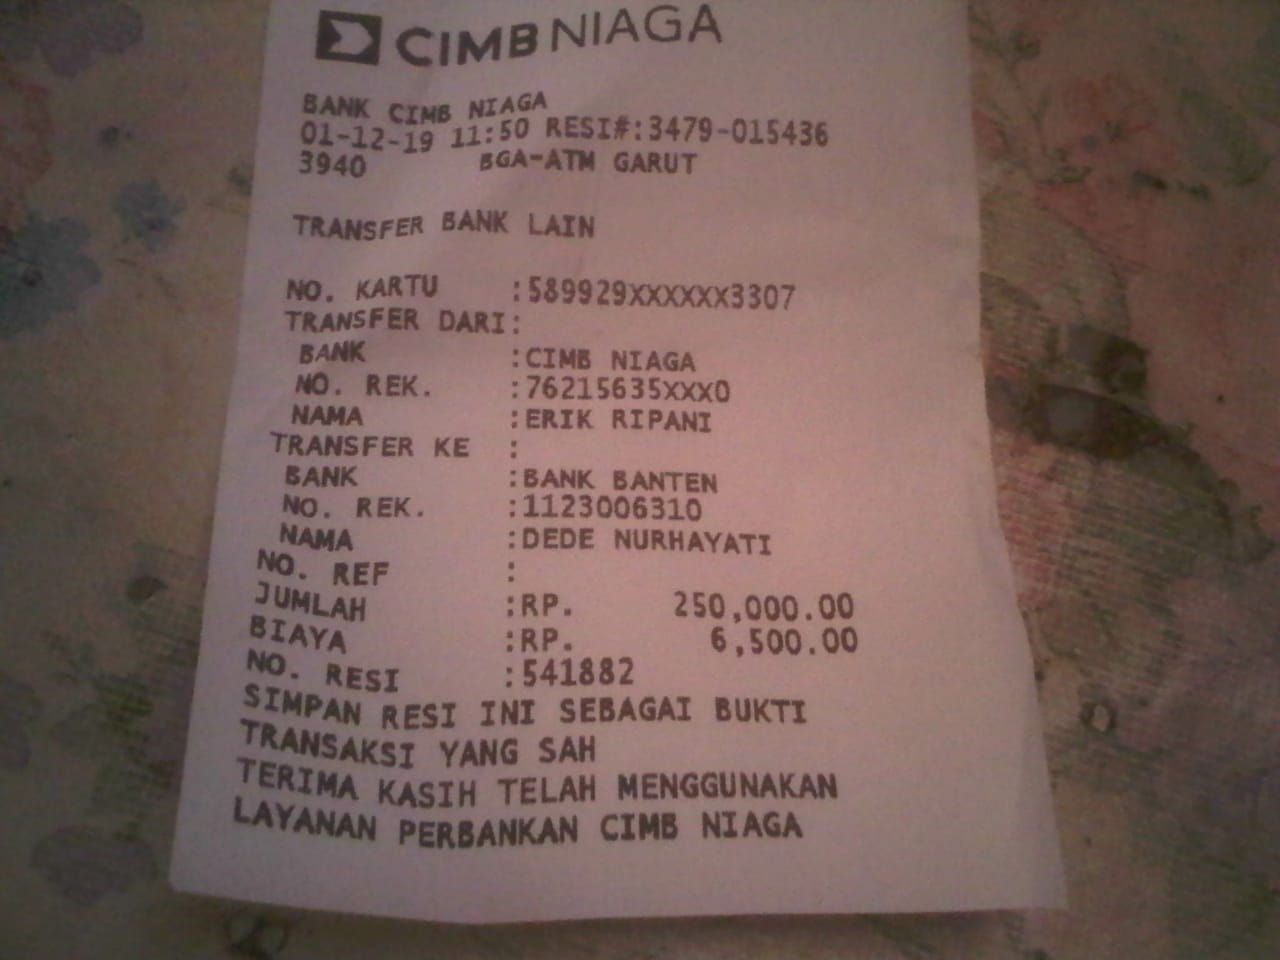 CIMB NIAGA
BANK CIMB NIAGA
01-12-19 11:50 RESI#:3479-015436
3940 BGA-ATM GARUT
TRANSFER BANK LAIN
NO. KARTU :589929XXXXXX3307
TRANSFER DARI:
BANK :CIMB NIAGA
NO. REK. :76215635XXX0
NAMA :ERIK RIPANI
TRANSFER KE :
BANK :BANK BANTEN
NO. REK. :1123006310
NAMA :DEDE NURHAYATI
NO. REF :
JUMLAH :RP. 250,000.00
BIAYA :RP. 6,500.00
NO. RESI :541882
SIMPAN RESI INI SEBAGAI BUKTI
TRANSAKSI YANG SAH
TERIMA KASIH TELAH MENGGUNAKAN
LAYANAN PERBANKAN CIMB NIAGA